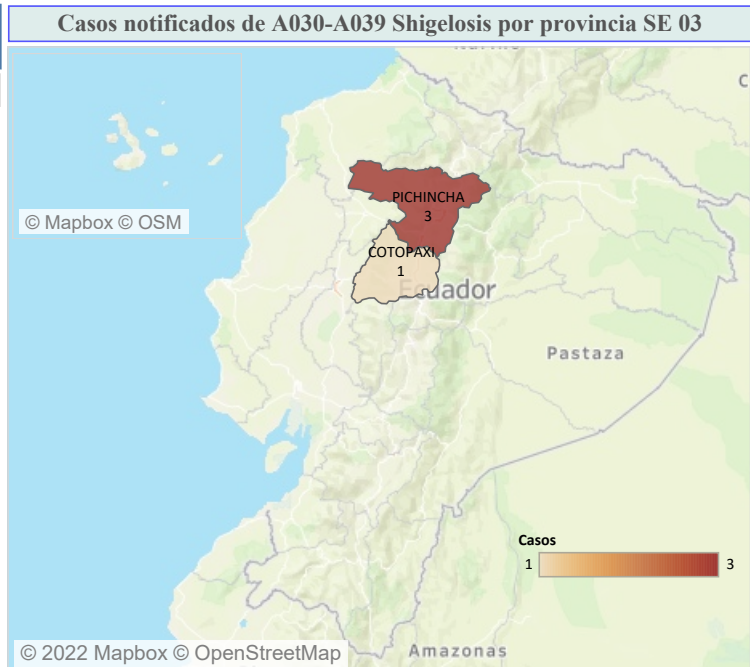 Casos notificados de A030-A039 Shigelosis por provincia SE 03
© Mapbox © OSM
PICHINCHA
3
COTOPAXI
1
Ecuador
Pastaza
Casos
1
3
© 2022 Mapbox © OpenStreetMap
Amazonas